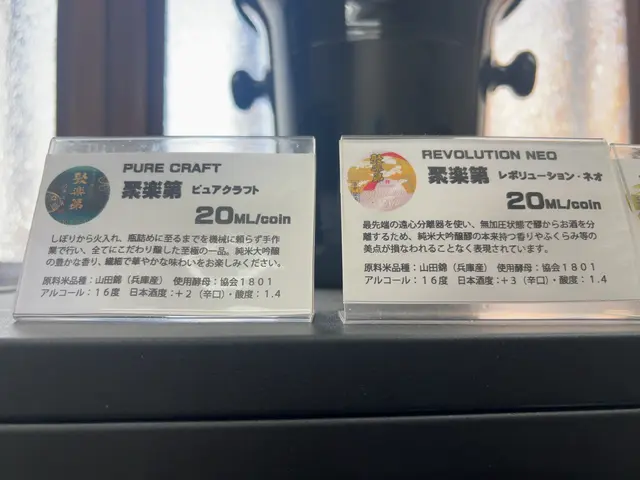 PURE CRAFT
聚楽第 ピュアクラフト
20ML/coin
しぼりから火入れ、瓶詰めに至るまでを機械に頼らず手作
業で行い、全てにこだわり醸した至極の一品。純米大吟醸
の豊かな香り、繊細で華やかな味わいをお楽しみください。
原料米品種：山田錦（兵庫産） 使用酵母：協会1801
アルコール：16度 日本酒度：+2（辛口）・酸度：1.4
聚楽第
REVOLUTION NEO
聚楽第 レボリューション・ネオ
20ML/coin
最先端の遠心分離器を使い、無加圧状態で醪からお酒を分
離するため、純米大吟醸酵の本来持つ香りやふくらみ等の
美点が損なわれることなく表現されています。
原料米品種：山田錦（兵庫産） 使用酵母：協会1801
アルコール：16度 日本酒度：+3（辛口）・酸度：1.4